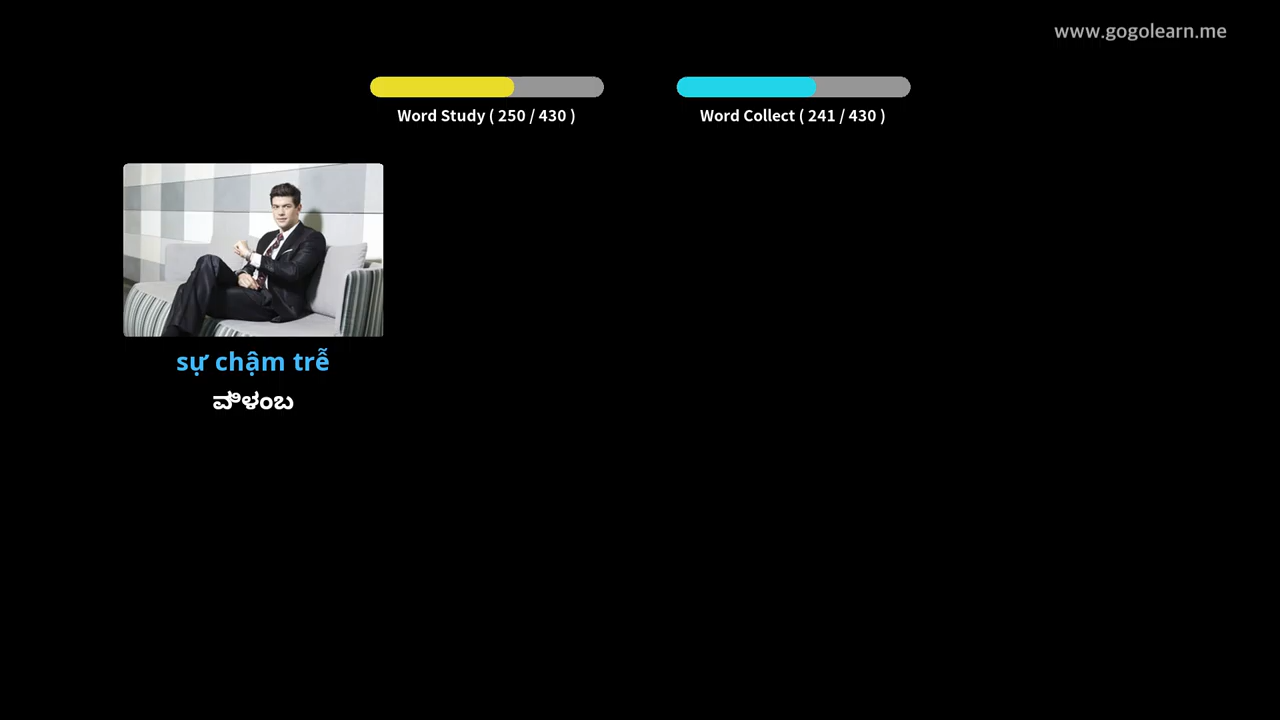 www.gogolearn.me
Word Study ( 250 / 430 )
Word Collect ( 241 / 430 )
sự chậm trễ
ವಿಳಂಬ